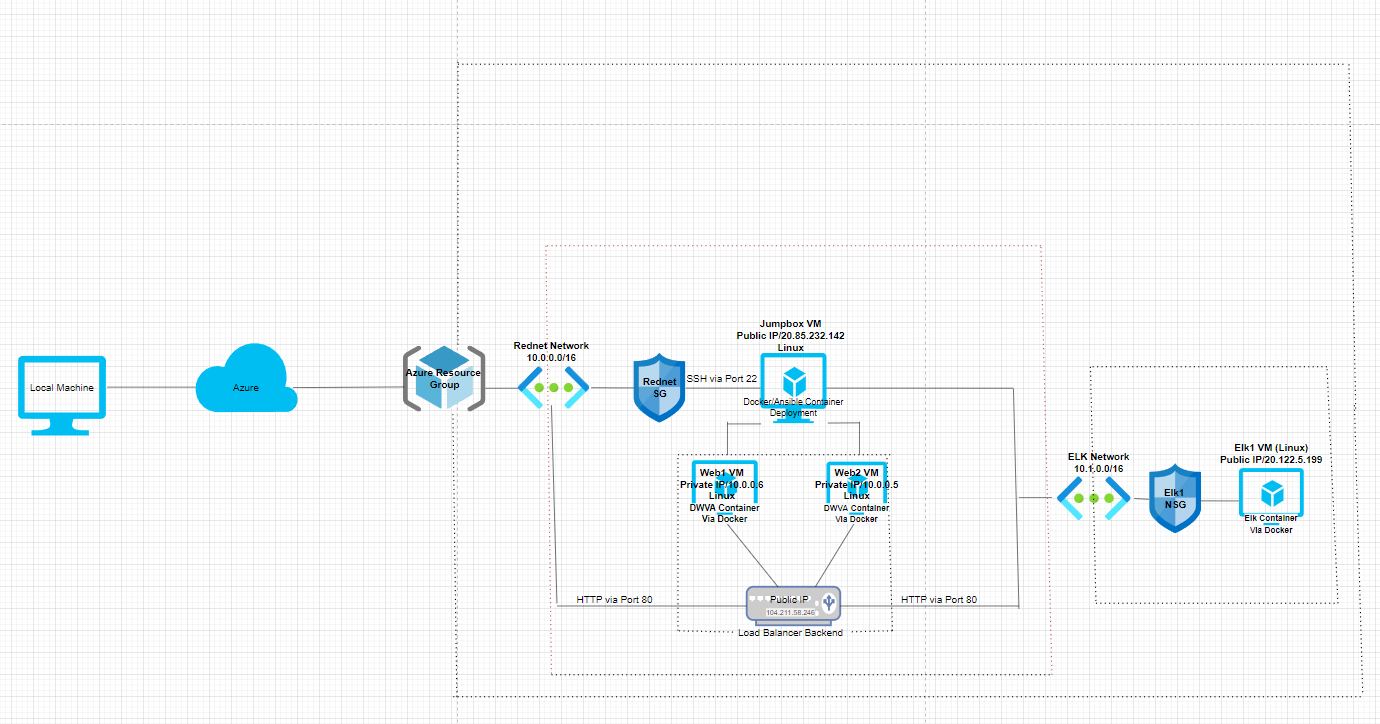 Local Machine
Azure
Azure Resource
Group
Rednet Network
10.0.0.0/16
Rednet
SG
SSH via Port 22
Jumpbox VM
Public IP/20.85.232.142
Linux
Docker/Ansible Container
Deployment
Web1 VM
Private IP/10.0.0.6
Linux
DWVA Container
Via Docker
Web2 VM
Private IP/10.0.0.5
Linux
DWVA Container
Via Docker
HTTP via Port 80
Public IP
104.211.58.246
Load Balancer Backend
HTTP via Port 80
ELK Network
10.1.0.0/16
Elk1
NSG
Elk1 VM (Linux)
Public IP/20.122.5.199
Elk Container
Via Docker